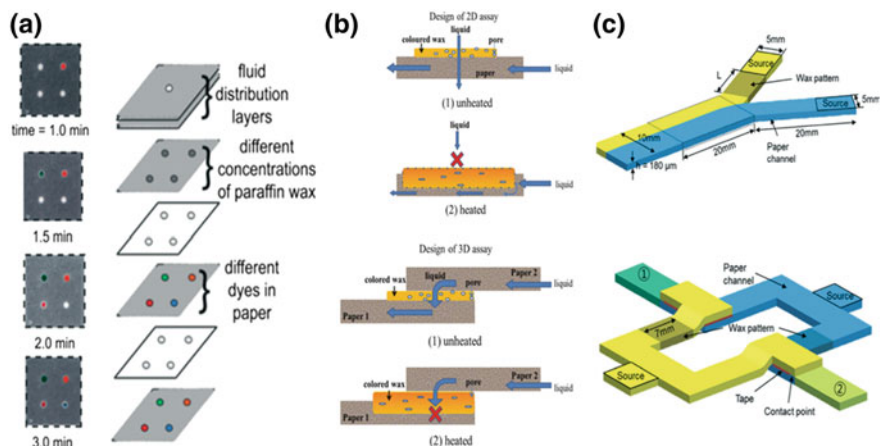 (a)
time = 1.0 min
1.5 min
2.0 min
3.0 min
fluid
distribution
layers
different
concentrations
of paraffin wax
different
dyes in
paper
(b)
Design of 2D assay
liquid
coloured wax
pore
paper
liquid
(1) unheated
liquid
liquid
(2) heated
Design of 3D assay
colored wax
liquid
pore
Paper 2
liquid
Paper 1
(1) unheated
pore
Paper 2
colored wax
liquid
Paper 1
(2) heated
(c)
5mm
Source
L
Wax pattern
Source
5mm
10mm
20mm
20mm
Paper
channel
h = 180 μm
①
Paper
channel
Source
7mm
Wax pattern
Source
Tape
Contact point
②